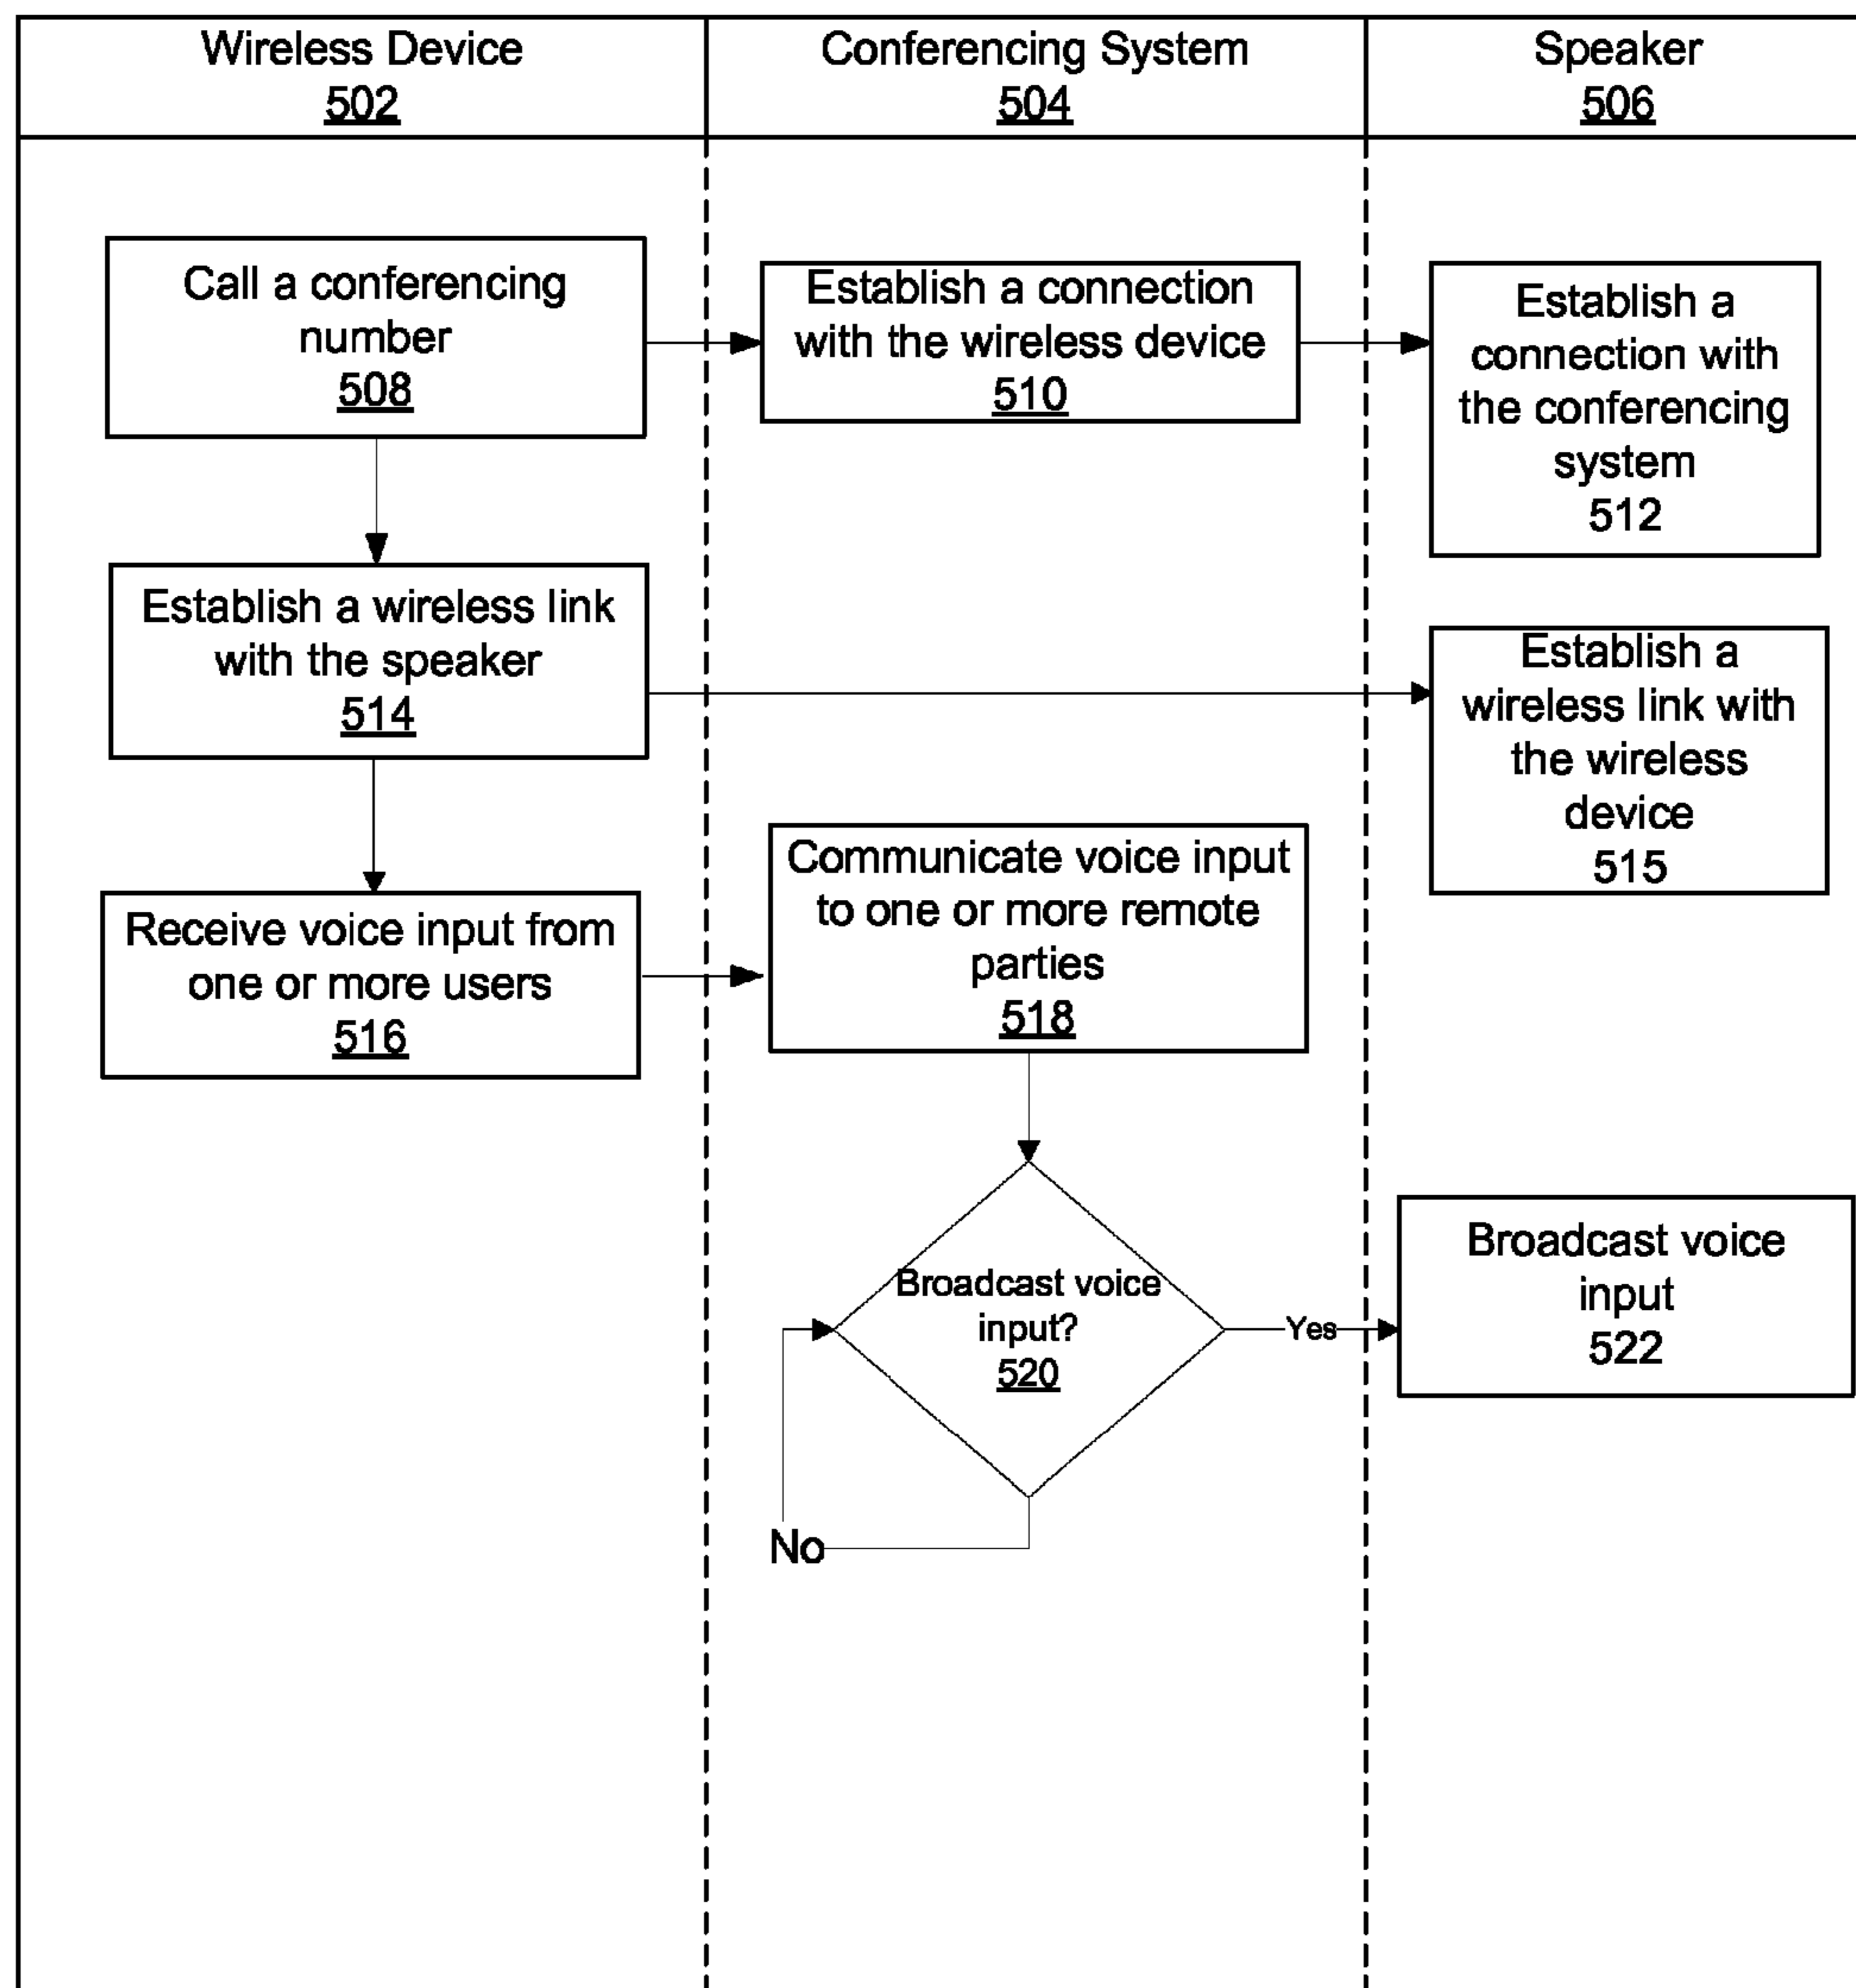 Wireless Device
502
Conferencing System
504
Speaker
506
Call a conferencing
number
508
Establish a connection
with the wireless device
510
Establish a
connection with
the conferencing
system
512
Establish a wireless link
with the speaker
514
Establish a
wireless link with
the wireless
device
515
Receive voice input from
one or more users
516
Communicate voice input
to one or more remote
parties
518
Broadcast voice
input?
520
Yes
No
Broadcast voice
input
522